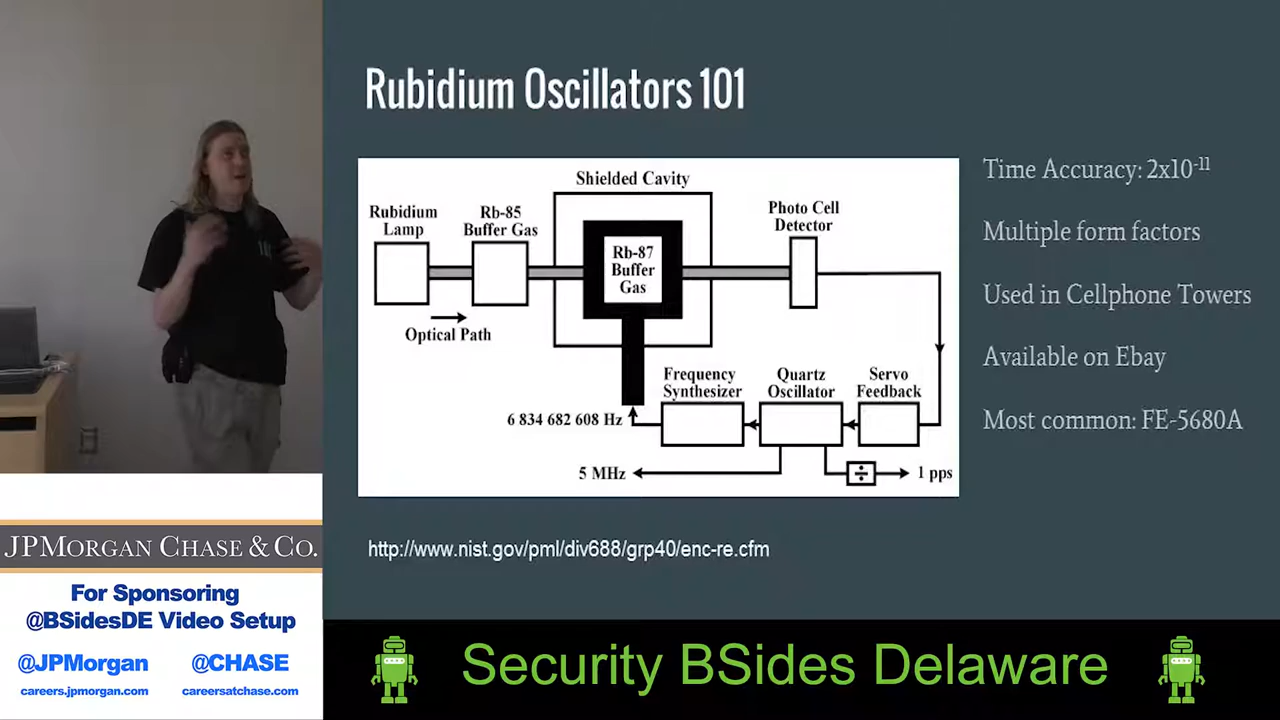 Rubidium Oscillators 101
Shielded Cavity
Rubidium
Lamp
Rb-85
Buffer Gas
Rb-87
Buffer
Gas
Photo Cell
Detector
Optical Path
Frequency
Synthesizer
Quartz
Oscillator
Servo
Feedback
6 834 682 608 Hz
5 MHz
÷
1 pps
Time Accuracy: 2x10⁻¹¹
Multiple form factors
Used in Cellphone Towers
Available on Ebay
Most common: FE-5680A
http://www.nist.gov/pml/div688/grp40/enc-re.cfm
JPMORGAN CHASE & CO.
For Sponsoring
@BSidesDE Video Setup
@JPMorgan
@CHASE
careers.jpmorgan.com
careersatchase.com
Security BSides Delaware